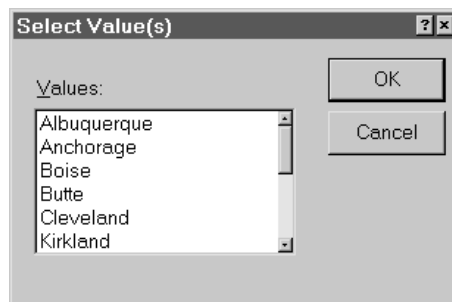 Select Value(s)
Values:
OK
Albuquerque
Anchorage
Boise
Butte
Cleveland
Kirkland
Cancel